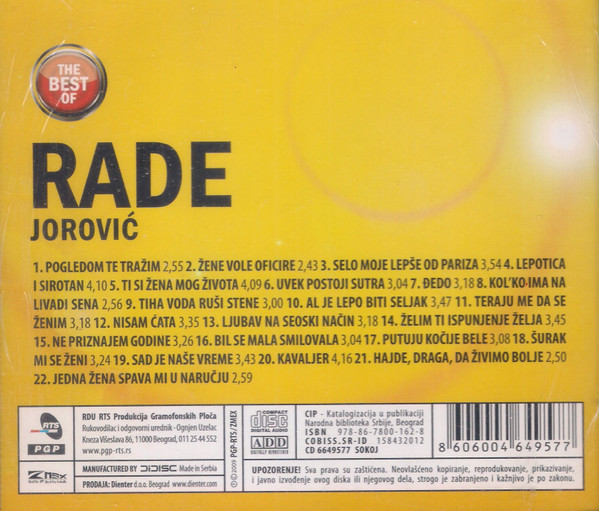 THE
BEST
OF
RADE
JOROVIĆ
1. POGLEDOM TE TRAŽIM 2,55 2. ŽENE VOLE OFICIRE 2,43 3. SELO MOJE LEPŠE OD PARIZA 3,54 4. LEPOTICA
I SIROTAN 4,10 5. TI SI ŽENA MOG ŽIVOTA 4,09 6. UVEK POSTOJI SUTRA 3,04 7. ĐEDO 3,18 8. KOL'KO IMA NA
LIVADI SENA 2,56 9. TIHA VODA RUŠI STENE 3,00 10. AL JE LEPO BITI SELJAK 3,47 11. TERAJU ME DA SE
ŽENIM 3,18 12. NISAM ĆATA 3,35 13. LJUBAV NA SEOSKI NAČIN 3,18 14. ŽELIM TI ISPUNJENJE ŽELJA 3,45
15. NE PRIZNAJEM GODINE 3,26 16. BIL SE MALA SMILOVALA 3,04 17. PUTUJU KOČIJE BELE 3,08 18. ŠURAK
MI SE ŽENI 3,24 19. SAD JE NAŠE VREME 3,43 20. KAVALJER 4,16 21. HAJDE, DRAGA, DA ŽIVIMO BOLJE 2,50
22. JEDNA ŽENA SPAVA MI U NARUČJU 2,59
RTS
PGP
RDU RTS Produkcija Gramofonskih Ploča
Rukovodilac i odgovorni urednik - Ognjen Uzelac
Kneza Višeslava 86, 11000 Beograd, 011 25 44 552
www.pgp-rts.rs
MANUFACTURED BY DIDISC Made in Serbia
PRODAJA: Dienter d.o.o. Beograd www.dienter.com
Ⓒ 2009 PGP-RTS/ZMEX
COMPACT
disc
DIGITAL AUDIO
ADD
DIGITALLY REMASTERED
CIP - Katalogizacija u publikaciji
Narodna biblioteka Srbije, Beograd
ISBN 978-86-7800-162-8
COBISS.SR-ID 158432012
CD 6649577 SOKOJ
8 606004 649577
UPOZORENJE! Sva prava su zaštićena. Neovlašćeno kopiranje, reprodukovanje, prikazivanje,
i javno izvođenje ovog diska ili njegovog dela, strogo je zabranjeno i kažnjivo je po zakonu.